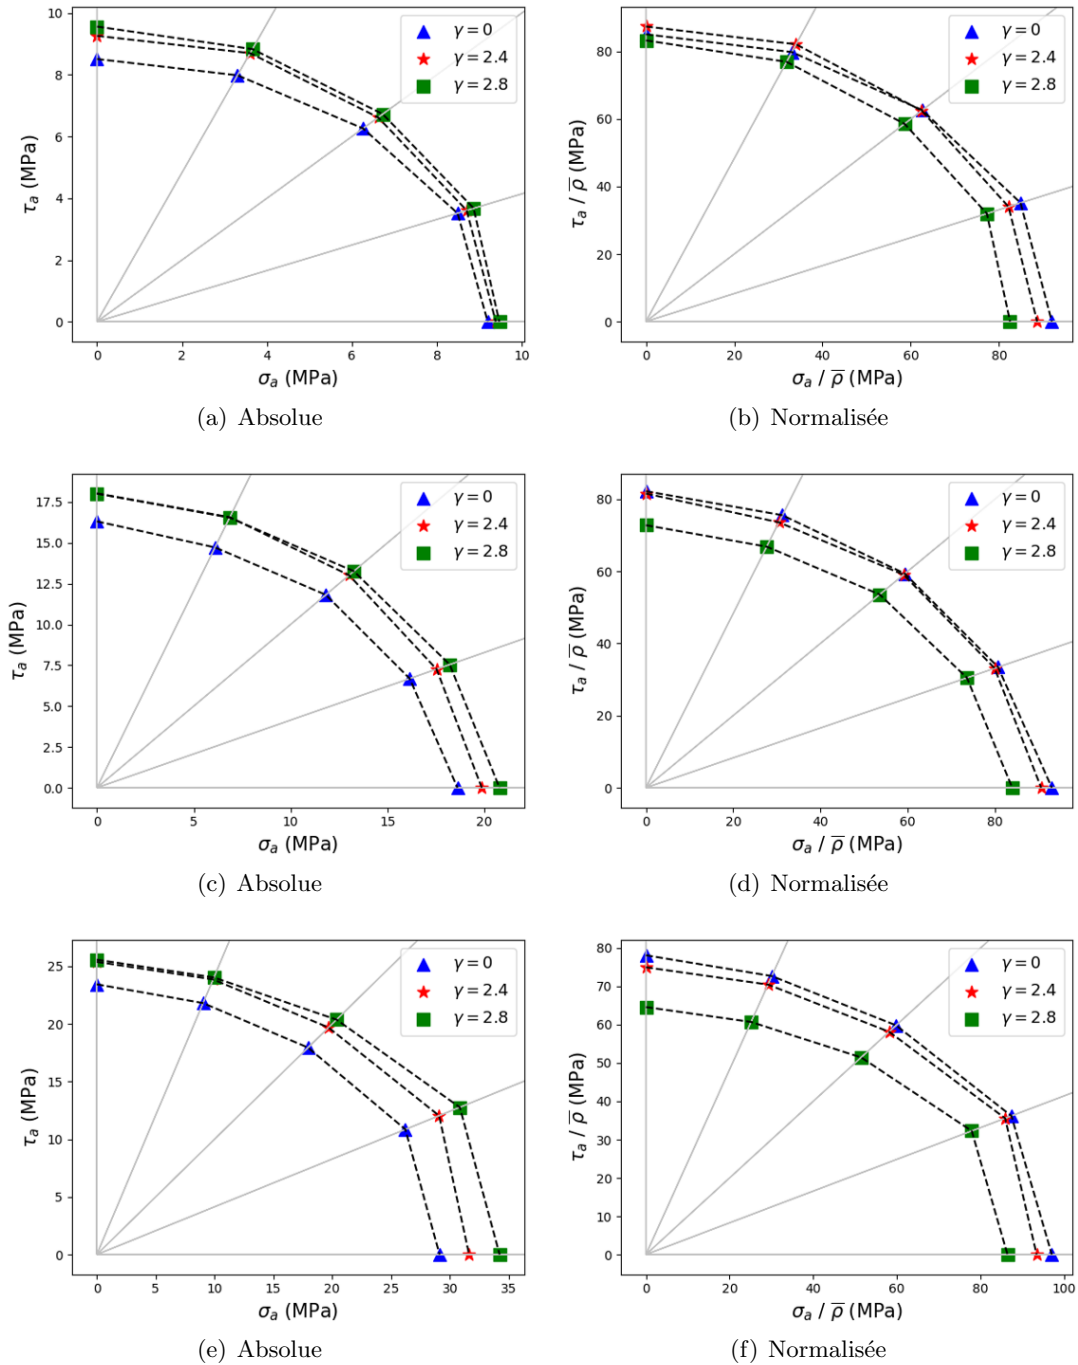 10
8
6
4
2
0
0
2
4
6
8
10
τa (MPa)
σa (MPa)
γ = 0
γ = 2.4
γ = 2.8
(a) Absolue
80
60
40
20
0
0
20
40
60
80
τa / ρ̅ (MPa)
σa / ρ̅ (MPa)
γ = 0
γ = 2.4
γ = 2.8
(b) Normalisée
17.5
15.0
12.5
10.0
7.5
5.0
2.5
0.0
0
5
10
15
20
τa (MPa)
σa (MPa)
γ = 0
γ = 2.4
γ = 2.8
(c) Absolue
80
60
40
20
0
0
20
40
60
80
τa / ρ̅ (MPa)
σa / ρ̅ (MPa)
γ = 0
γ = 2.4
γ = 2.8
(d) Normalisée
25
20
15
10
5
0
0
5
10
15
20
25
30
35
τa (MPa)
σa (MPa)
γ = 0
γ = 2.4
γ = 2.8
(e) Absolue
80
70
60
50
40
30
20
10
0
0
20
40
60
80
100
τa / ρ̅ (MPa)
σa / ρ̅ (MPa)
γ = 0
γ = 2.4
γ = 2.8
(f) Normalisée